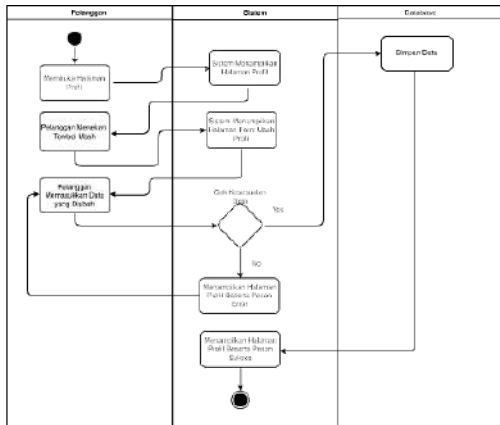 Pelanggan
Sistem
Database
Membuka Halaman
Profil
Sistem Menampilkan
Halaman Profil
Simpan Data
Pelanggan Menekan
Tombol Ubah
Sistem Menampilkan
Halaman Form Ubah
Profil
Pelanggan
Memasukkan Data
yang Diubah
Cek Kesesuaian
Data
Yes
No
Menampilkan Halaman
Profil Beserta Pesan
Error
Menampilkan Halaman
Profil Beserta Pesan
Sukses